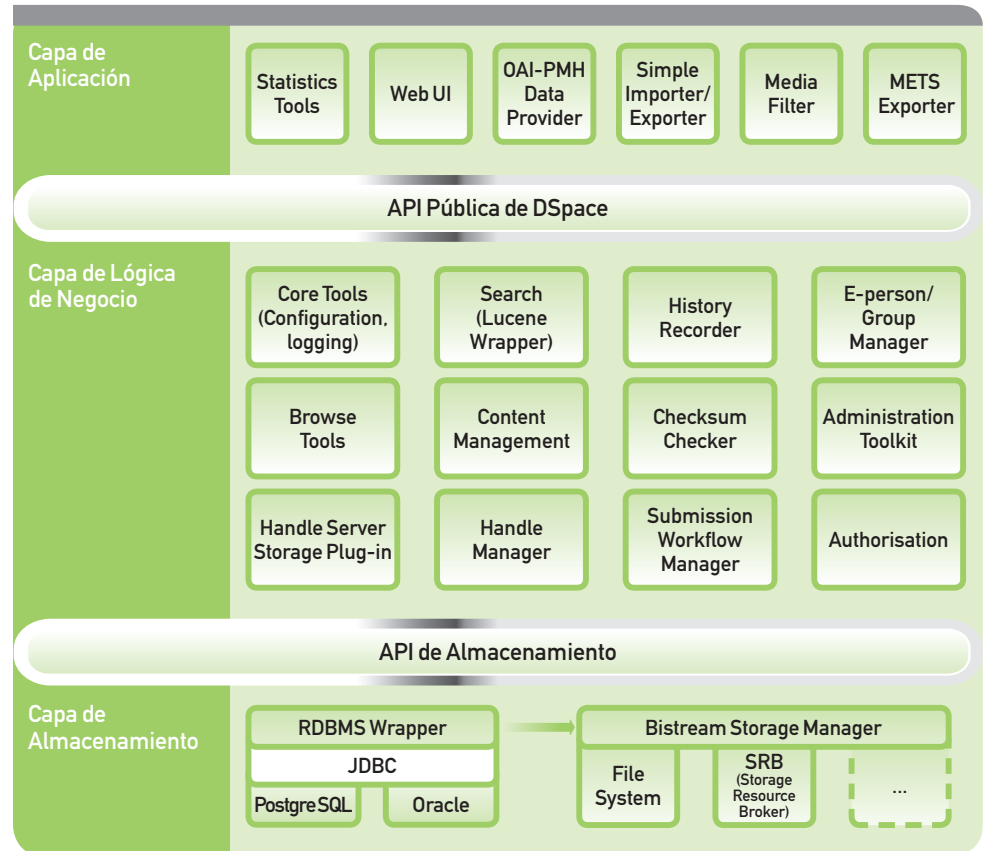 Capa de
Aplicación
Statistics
Tools
Web UI
OAI-PMH
Data
Provider
Simple
Importer/
Exporter
Media
Filter
METS
Exporter
API Pública de DSpace
Capa de Lógica
de Negocio
Core Tools
(Configuration,
logging)
Search
(Lucene
Wrapper)
History
Recorder
E-person/
Group
Manager
Browse
Tools
Content
Management
Checksum
Checker
Administration
Toolkit
Handle Server
Storage Plug-in
Handle
Manager
Submission
Workflow
Manager
Authorisation
API de Almacenamiento
Capa de
Almacenamiento
RDBMS Wrapper
JDBC
PostgreSQL
Oracle
Bistream Storage Manager
File
System
SRB
(Storage
Resource
Broker)
...